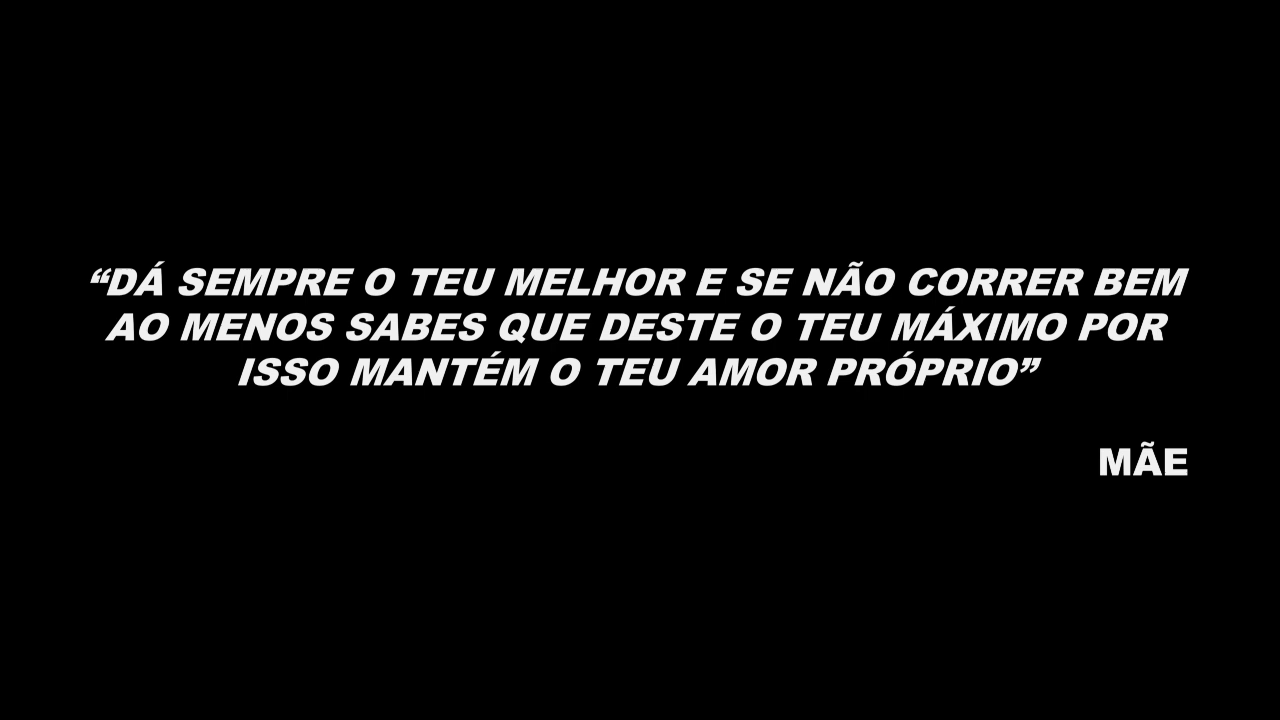 “DÁ SEMPRE O TEU MELHOR E SE NÃO CORRER BEM
AO MENOS SABES QUE DESTE O TEU MÁXIMO POR
ISSO MANTÉM O TEU AMOR PRÓPRIO”
MÃE